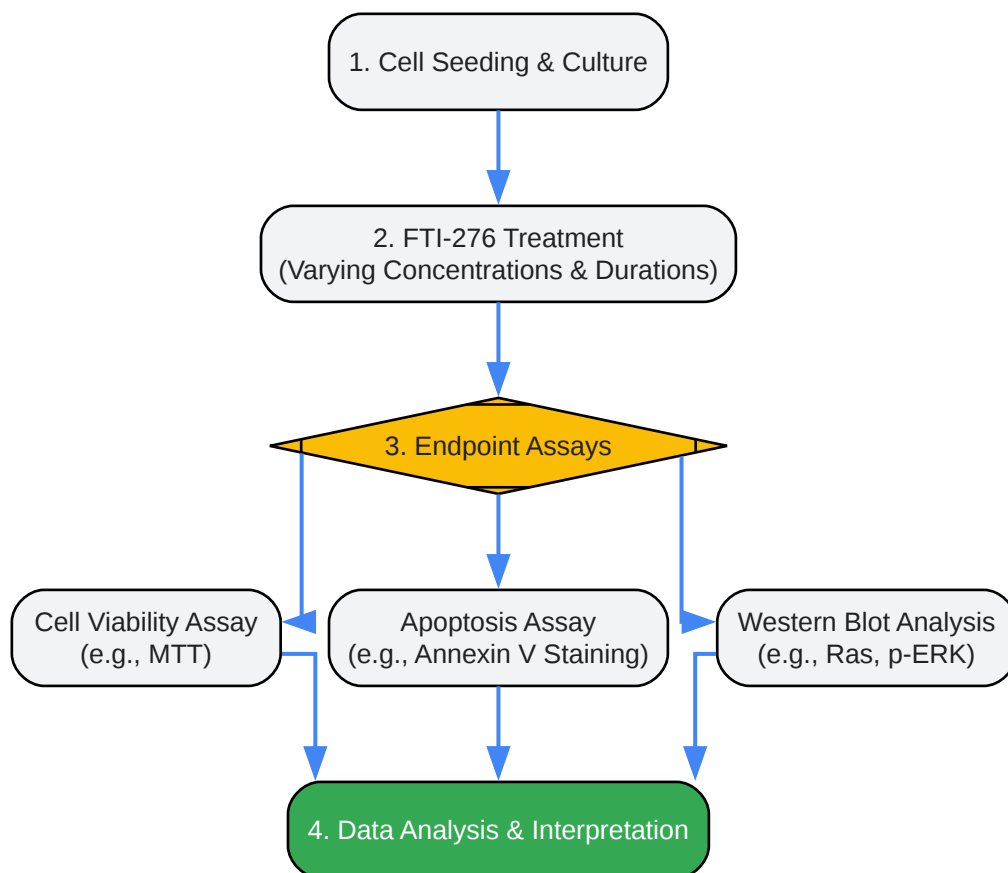 1. Cell Seeding & Culture
2. FTI-276 Treatment
(Varying Concentrations & Durations)
3. Endpoint Assays
Cell Viability Assay
(e.g., MTT)
Apoptosis Assay
(e.g., Annexin V Staining)
Western Blot Analysis
(e.g., Ras, p-ERK)
4. Data Analysis & Interpretation